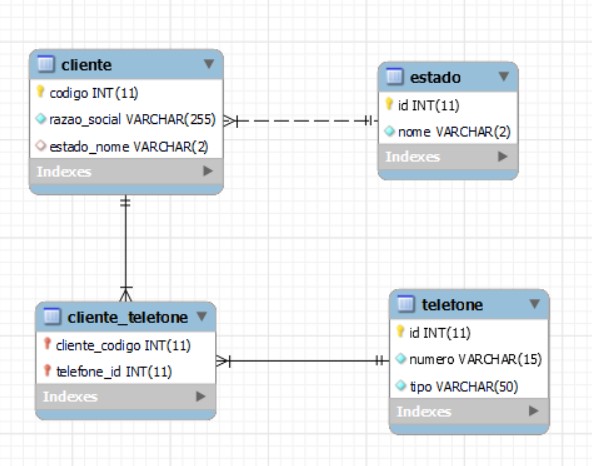 cliente
codigo INT(11)
razao_social VARCHAR(255)
estado_nome VARCHAR(2)
Indexes
estado
id INT(11)
nome VARCHAR(2)
Indexes
cliente_telefone
cliente_codigo INT(11)
telefone_id INT(11)
Indexes
telefone
id INT(11)
numero VARCHAR(15)
tipo VARCHAR(50)
Indexes